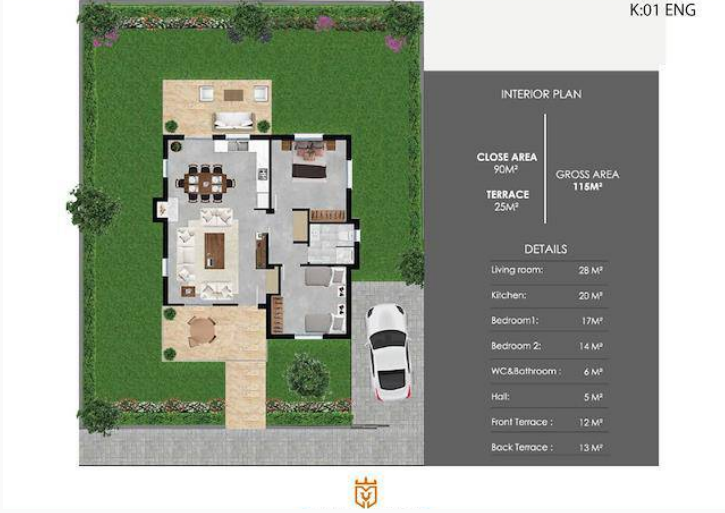 K:01 ENG
INTERIOR PLAN
CLOSE AREA
90M²
TERRACE
25M²
GROSS AREA
115M²
DETAILS
Living room: 28 M²
Kitchen: 20 M²
Bedroom1: 17M²
Bedroom 2: 14 M²
WC&Bathroom : 6 M²
Hall: 5 M²
Front Terrace : 12 M²
Back Terrace : 13 M²